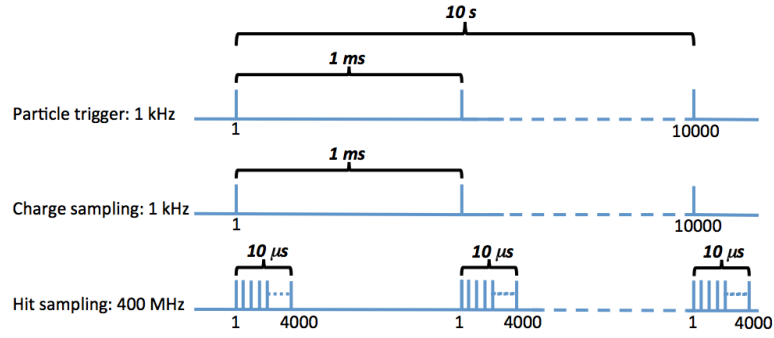 10 s
1 ms
Particle trigger: 1 kHz
1 10000
1 ms
Charge sampling: 1 kHz
1 10000
10 μs 10 μs 10 μs
Hit sampling: 400 MHz
1 4000 1 4000 1 4000